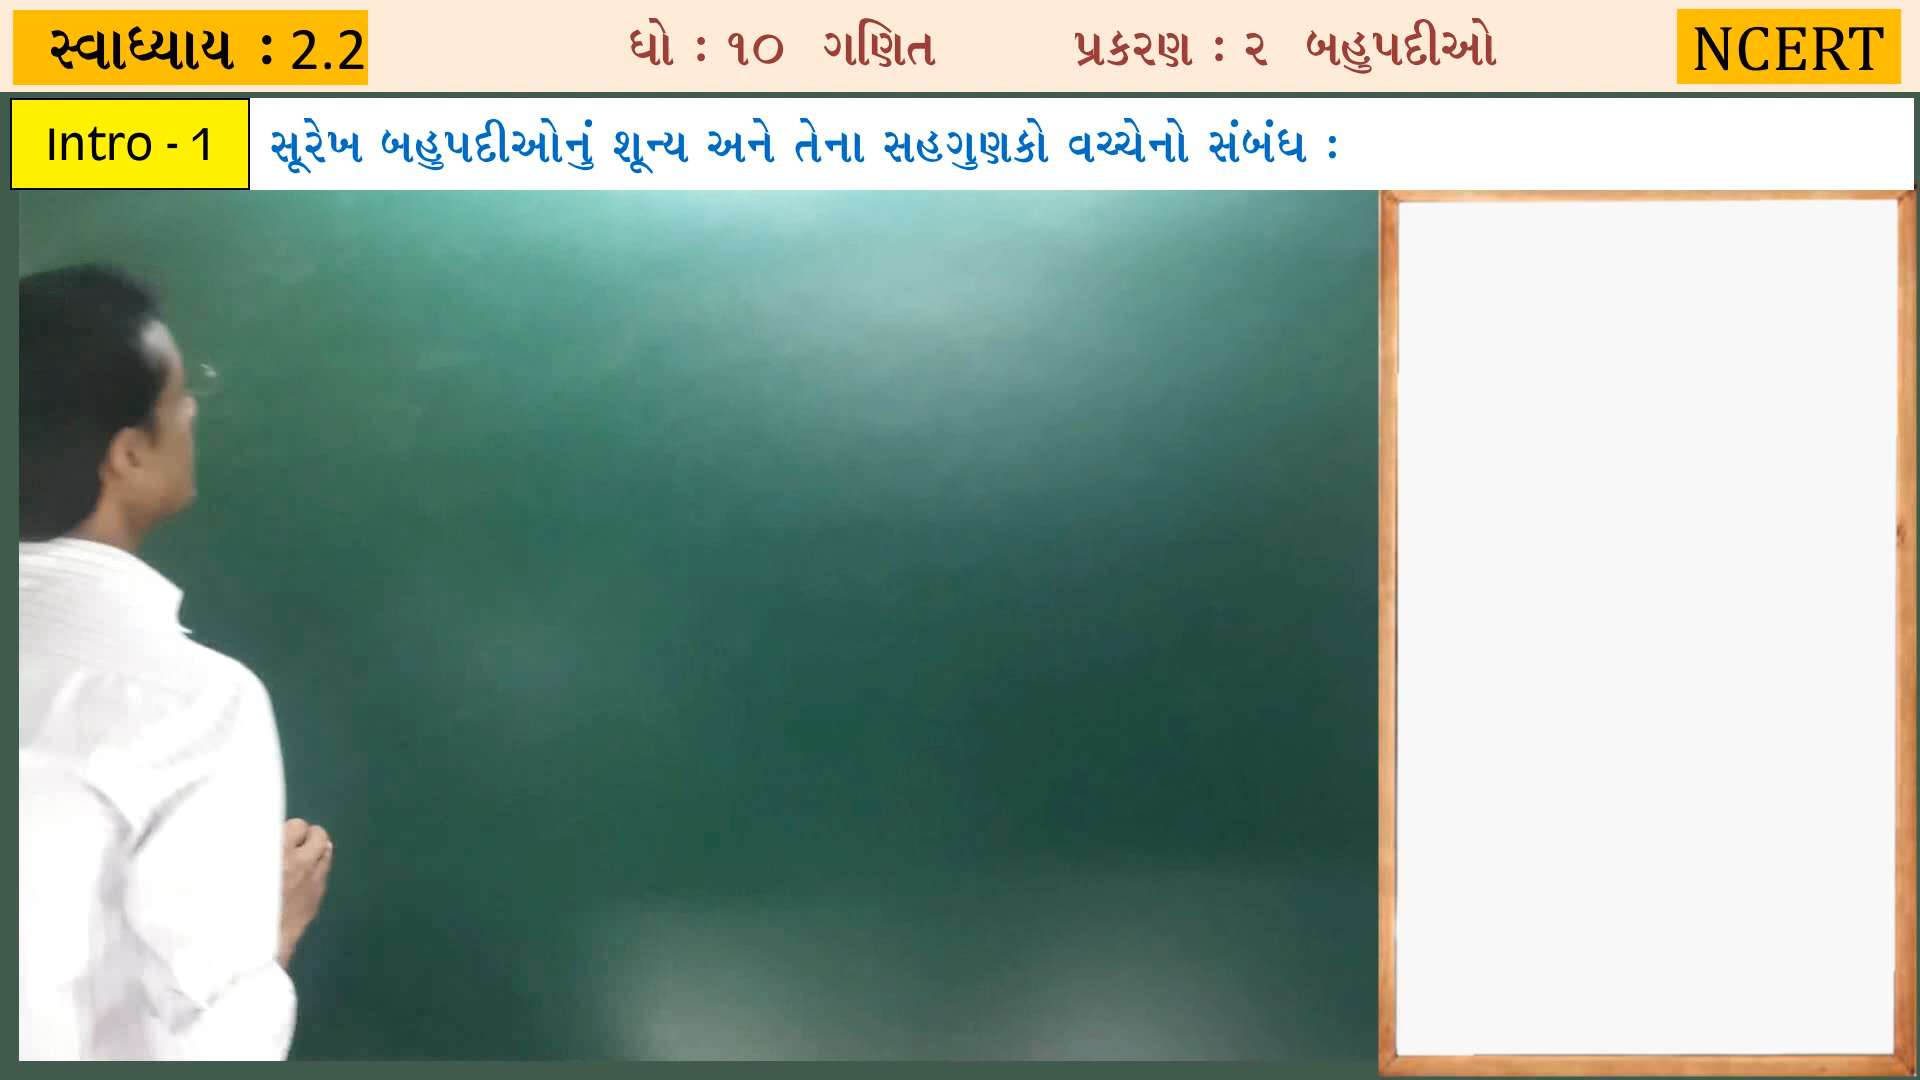 સ્વાધ્યાય : 2.2 ધો : ૧૦ ગણિત પ્રકરણ : ૨ બહુપદીઓ NCERT
Intro - 1 સૂરેખ બહુપદીઓનું શૂન્ય અને તેના સહગુણકો વચ્ચેનો સંબંધ :